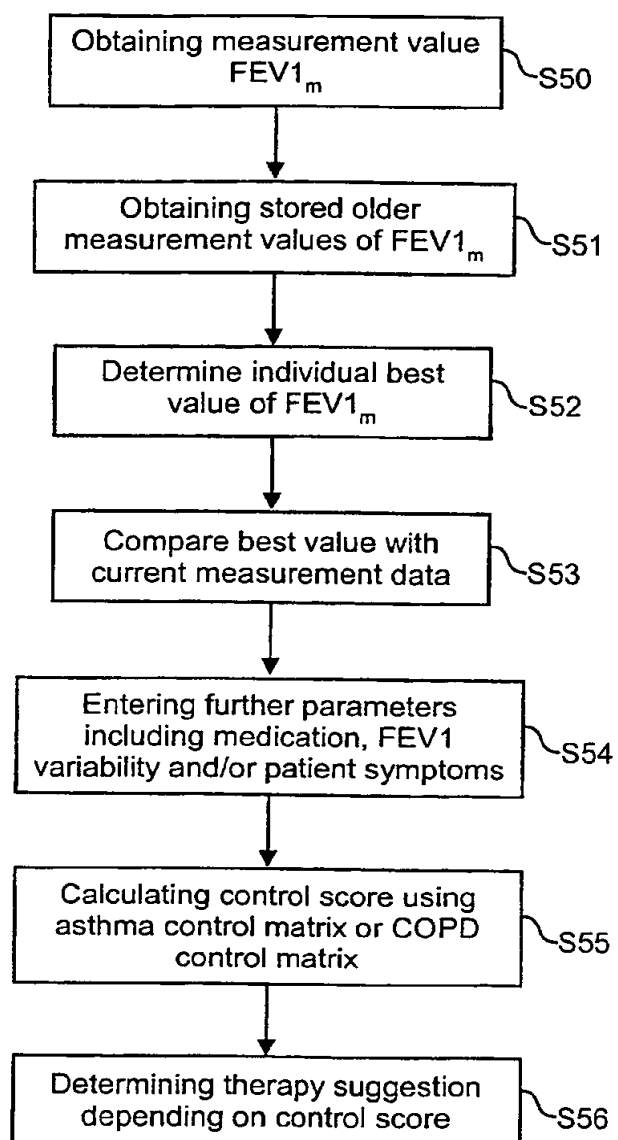 Obtaining measurement value
FEV1m
S50
Obtaining stored older
measurement values of FEV1m
S51
Determine individual best
value of FEV1m
S52
Compare best value with
current measurement data
S53
Entering further parameters
including medication, FEV1
variability and/or patient symptoms
S54
Calculating control score using
asthma control matrix or COPD
control matrix
S55
Determining therapy suggestion
depending on control score
S56